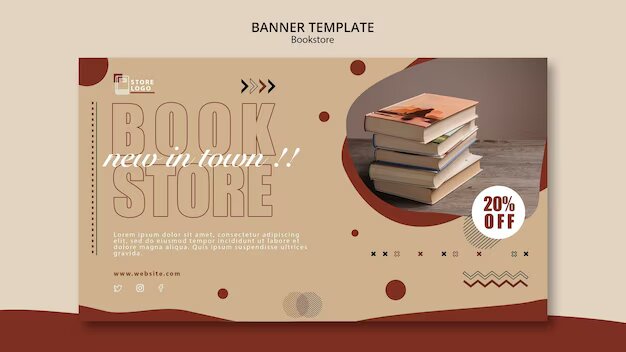 BANNER TEMPLATE
Bookstore
STORE
LOGO
BOOK
new in town !!
STORE
Lorem ipsum dolor sit amet, consectetur adipiscing elit,
sed do eiusmod tempor incididunt ut labore et dolore
magna aliqua. Quis ipsum suspendisse ultrices
gravida.
www.website.com
20%
OFF